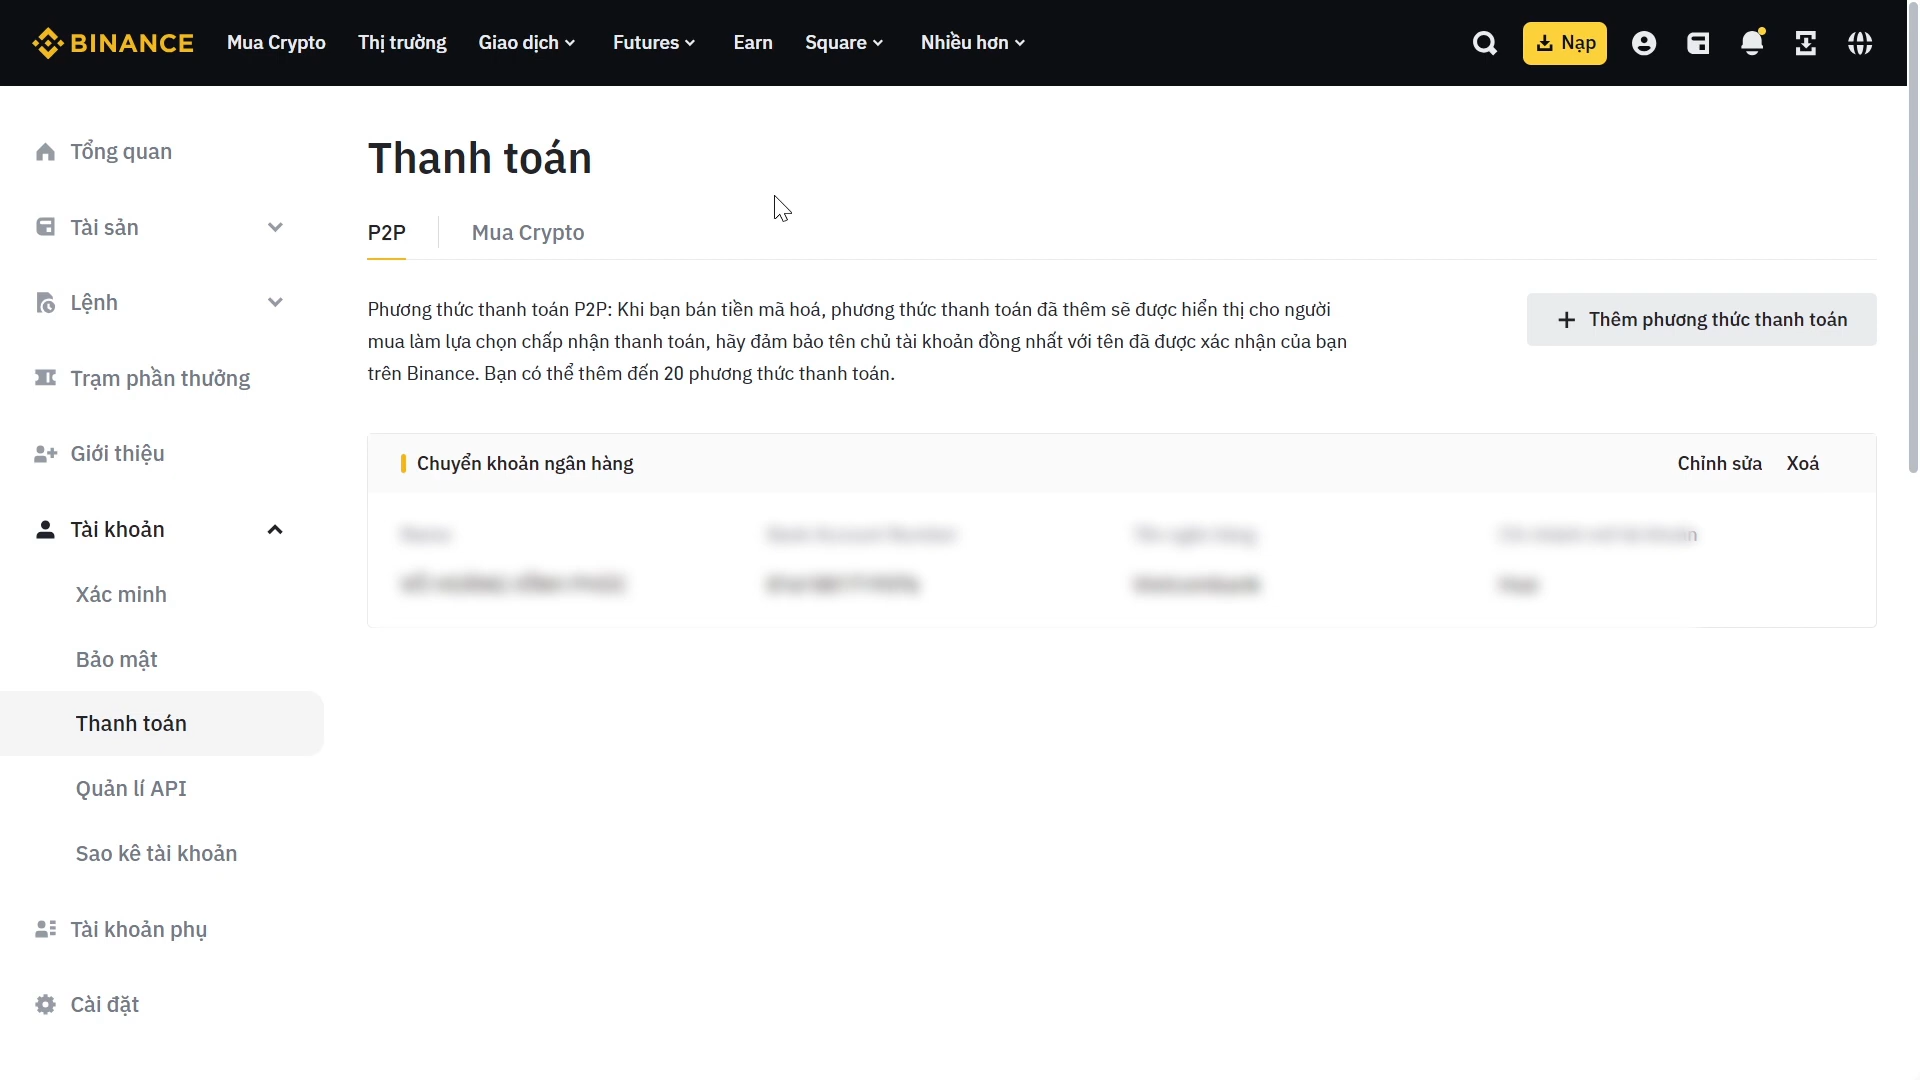 BINANCE Mua Crypto Thị trường Giao dịch Futures Earn Square Nhiều hơn Nạp
Tổng quan
Tài sản
Lệnh
Trạm phần thưởng
Giới thiệu
Tài khoản
Xác minh
Bảo mật
Thanh toán
Quản lí API
Sao kê tài khoản
Tài khoản phụ
Cài đặt
Thanh toán
P2P Mua Crypto
Phương thức thanh toán P2P: Khi bạn bán tiền mã hoá, phương thức thanh toán đã thêm sẽ được hiển thị cho người
mua làm lựa chọn chấp nhận thanh toán, hãy đảm bảo tên chủ tài khoản đồng nhất với tên đã được xác nhận của bạn
trên Binance. Bạn có thể thêm đến 20 phương thức thanh toán.
+ Thêm phương thức thanh toán
Chuyển khoản ngân hàng Chỉnh sửa Xoá